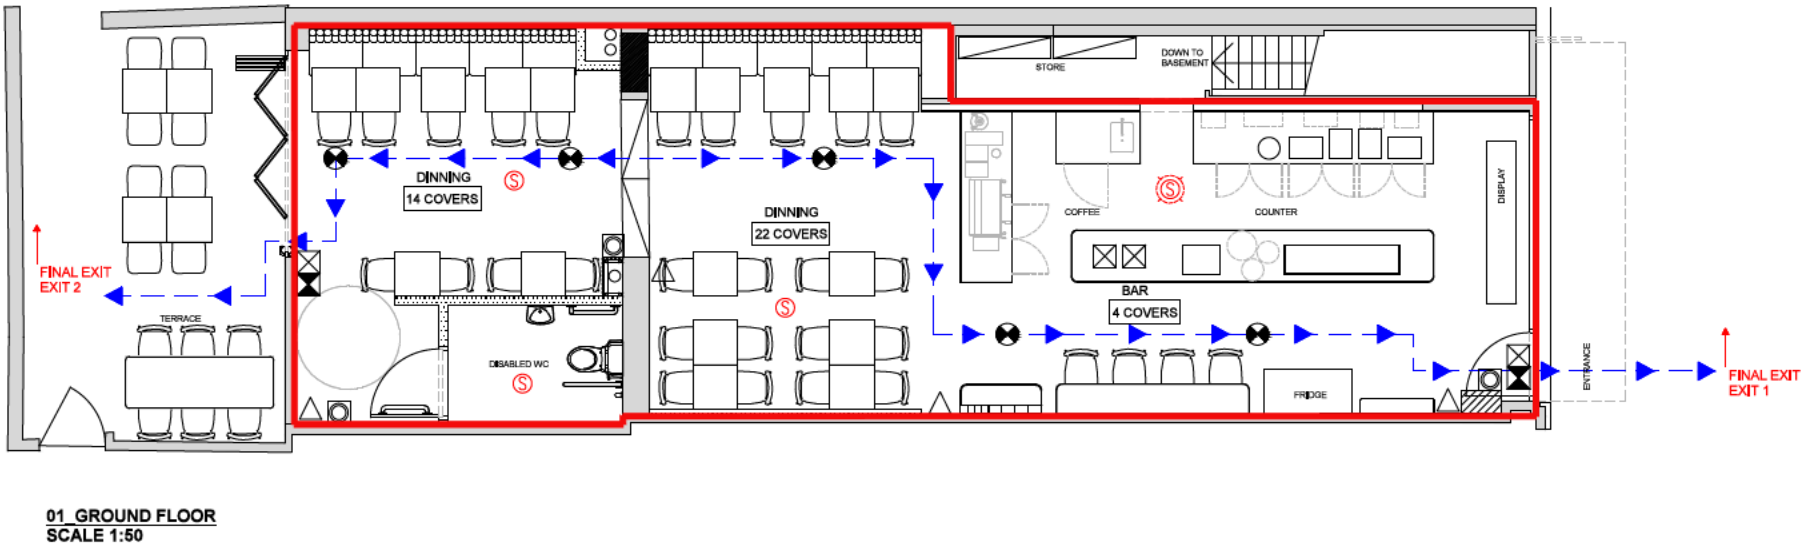 STORE
DOWN TO
BASEMENT
DINNING
14 COVERS
S
DINNING
22 COVERS
S
COFFEE
S
COUNTER
DISPLAY
BAR
4 COVERS
FINAL EXIT
EXIT 2
TERRACE
DISABLED WC
S
FRIDGE
ENTRANCE
FINAL EXIT
EXIT 1
01_GROUND FLOOR
SCALE 1:50